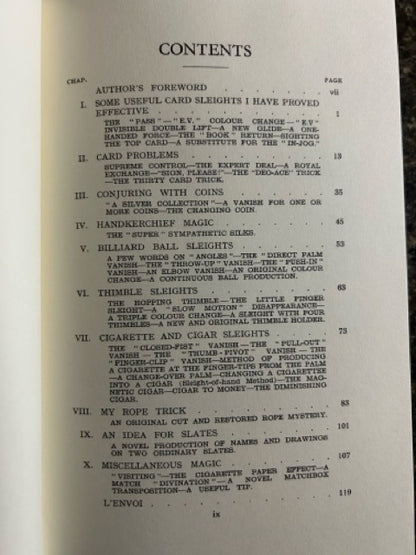 CONTENTS
CHAP. PAGE
AUTHOR'S FOREWORD . . . . . vii
I. SOME USEFUL CARD SLEIGHTS I HAVE PROVED
EFFECTIVE . . . . . . . 1
THE "PASS"—"E.V." COLOUR CHANGE—"E.V"
INVISIBLE DOUBLE LIFT—A NEW GLIDE—A ONE-
HANDED FORCE—THE "BOOK" RETURN—SIGHTING
THE TOP CARD—A SUBSTITUTE FOR THE "IN-JOG."
II. CARD PROBLEMS . . . . . 13
SUPREME CONTROL—THE EXPERT DEAL—A ROYAL
EXCHANGE—"SIGN, PLEASE!"—THE "DEO-ACE" TRICK
—THE THIRTY CARD TRICK.
III. CONJURING WITH COINS . . . . 35
"A SILVER COLLECTION"—A VANISH FOR ONE OR
MORE COINS—THE CHANGING COIN.
IV. HANDKERCHIEF MAGIC . . . . 45
THE "SUPER" SYMPATHETIC SILKS.
V. BILLIARD BALL SLEIGHTS . . . . 53
A FEW WORDS ON "ANGLES"—THE "DIRECT PALM
VANISH—THE "THROW-UP" VANISH—THE "PUSH-IN"
VANISH—AN ELBOW VANISH—AN ORIGINAL COLOUR
CHANGE—A CONTINUOUS BALL PRODUCTION.
VI. THIMBLE SLEIGHTS . . . . . 63
THE HOPPING THIMBLE—THE LITTLE FINGER
SLEIGHT—A "SLOW MOTION" DISAPPEARANCE—
A TRIPLE COLOUR CHANGE—A SLEIGHT WITH FOUR
THIMBLES—A NEW AND ORIGINAL THIMBLE HOLDER.
VII. CIGARETTE AND CIGAR SLEIGHTS . . . 73
THE "CLOSED-FIST" VANISH—THE "PULL-OUT"
VANISH—THE "THUMB-PIVOT" VANISH—THE
"FINGER-CLIP" VANISH—METHOD OF PRODUCING
A CIGARETTE AT THE FINGER-TIPS FROM THE PALM
—A CHANGE-OVER PALM—CHANGING A CIGARETTE
INTO A CIGAR (Sleight-of-hand Method)—THE MAG-
NETIC CIGAR—CIGAR TO MONEY—THE DIMINISHING
CIGAR.
VIII. MY ROPE TRICK . . . . . 83
AN ORIGINAL CUT AND RESTORED ROPE MYSTERY.
IX. AN IDEA FOR SLATES . . . . 101
A NOVEL PRODUCTION OF NAMES AND DRAWINGS
ON TWO ORDINARY SLATES.
X. MISCELLANEOUS MAGIC . . . . 107
"VISITING"—THE CIGARETTE PAPER EFFECT—A
MATCH "DIVINATION"—A NOVEL MATCHBOX
TRANSPOSITION—A USEFUL TIP.
L'ENVOI . . . . . . . 119
ix